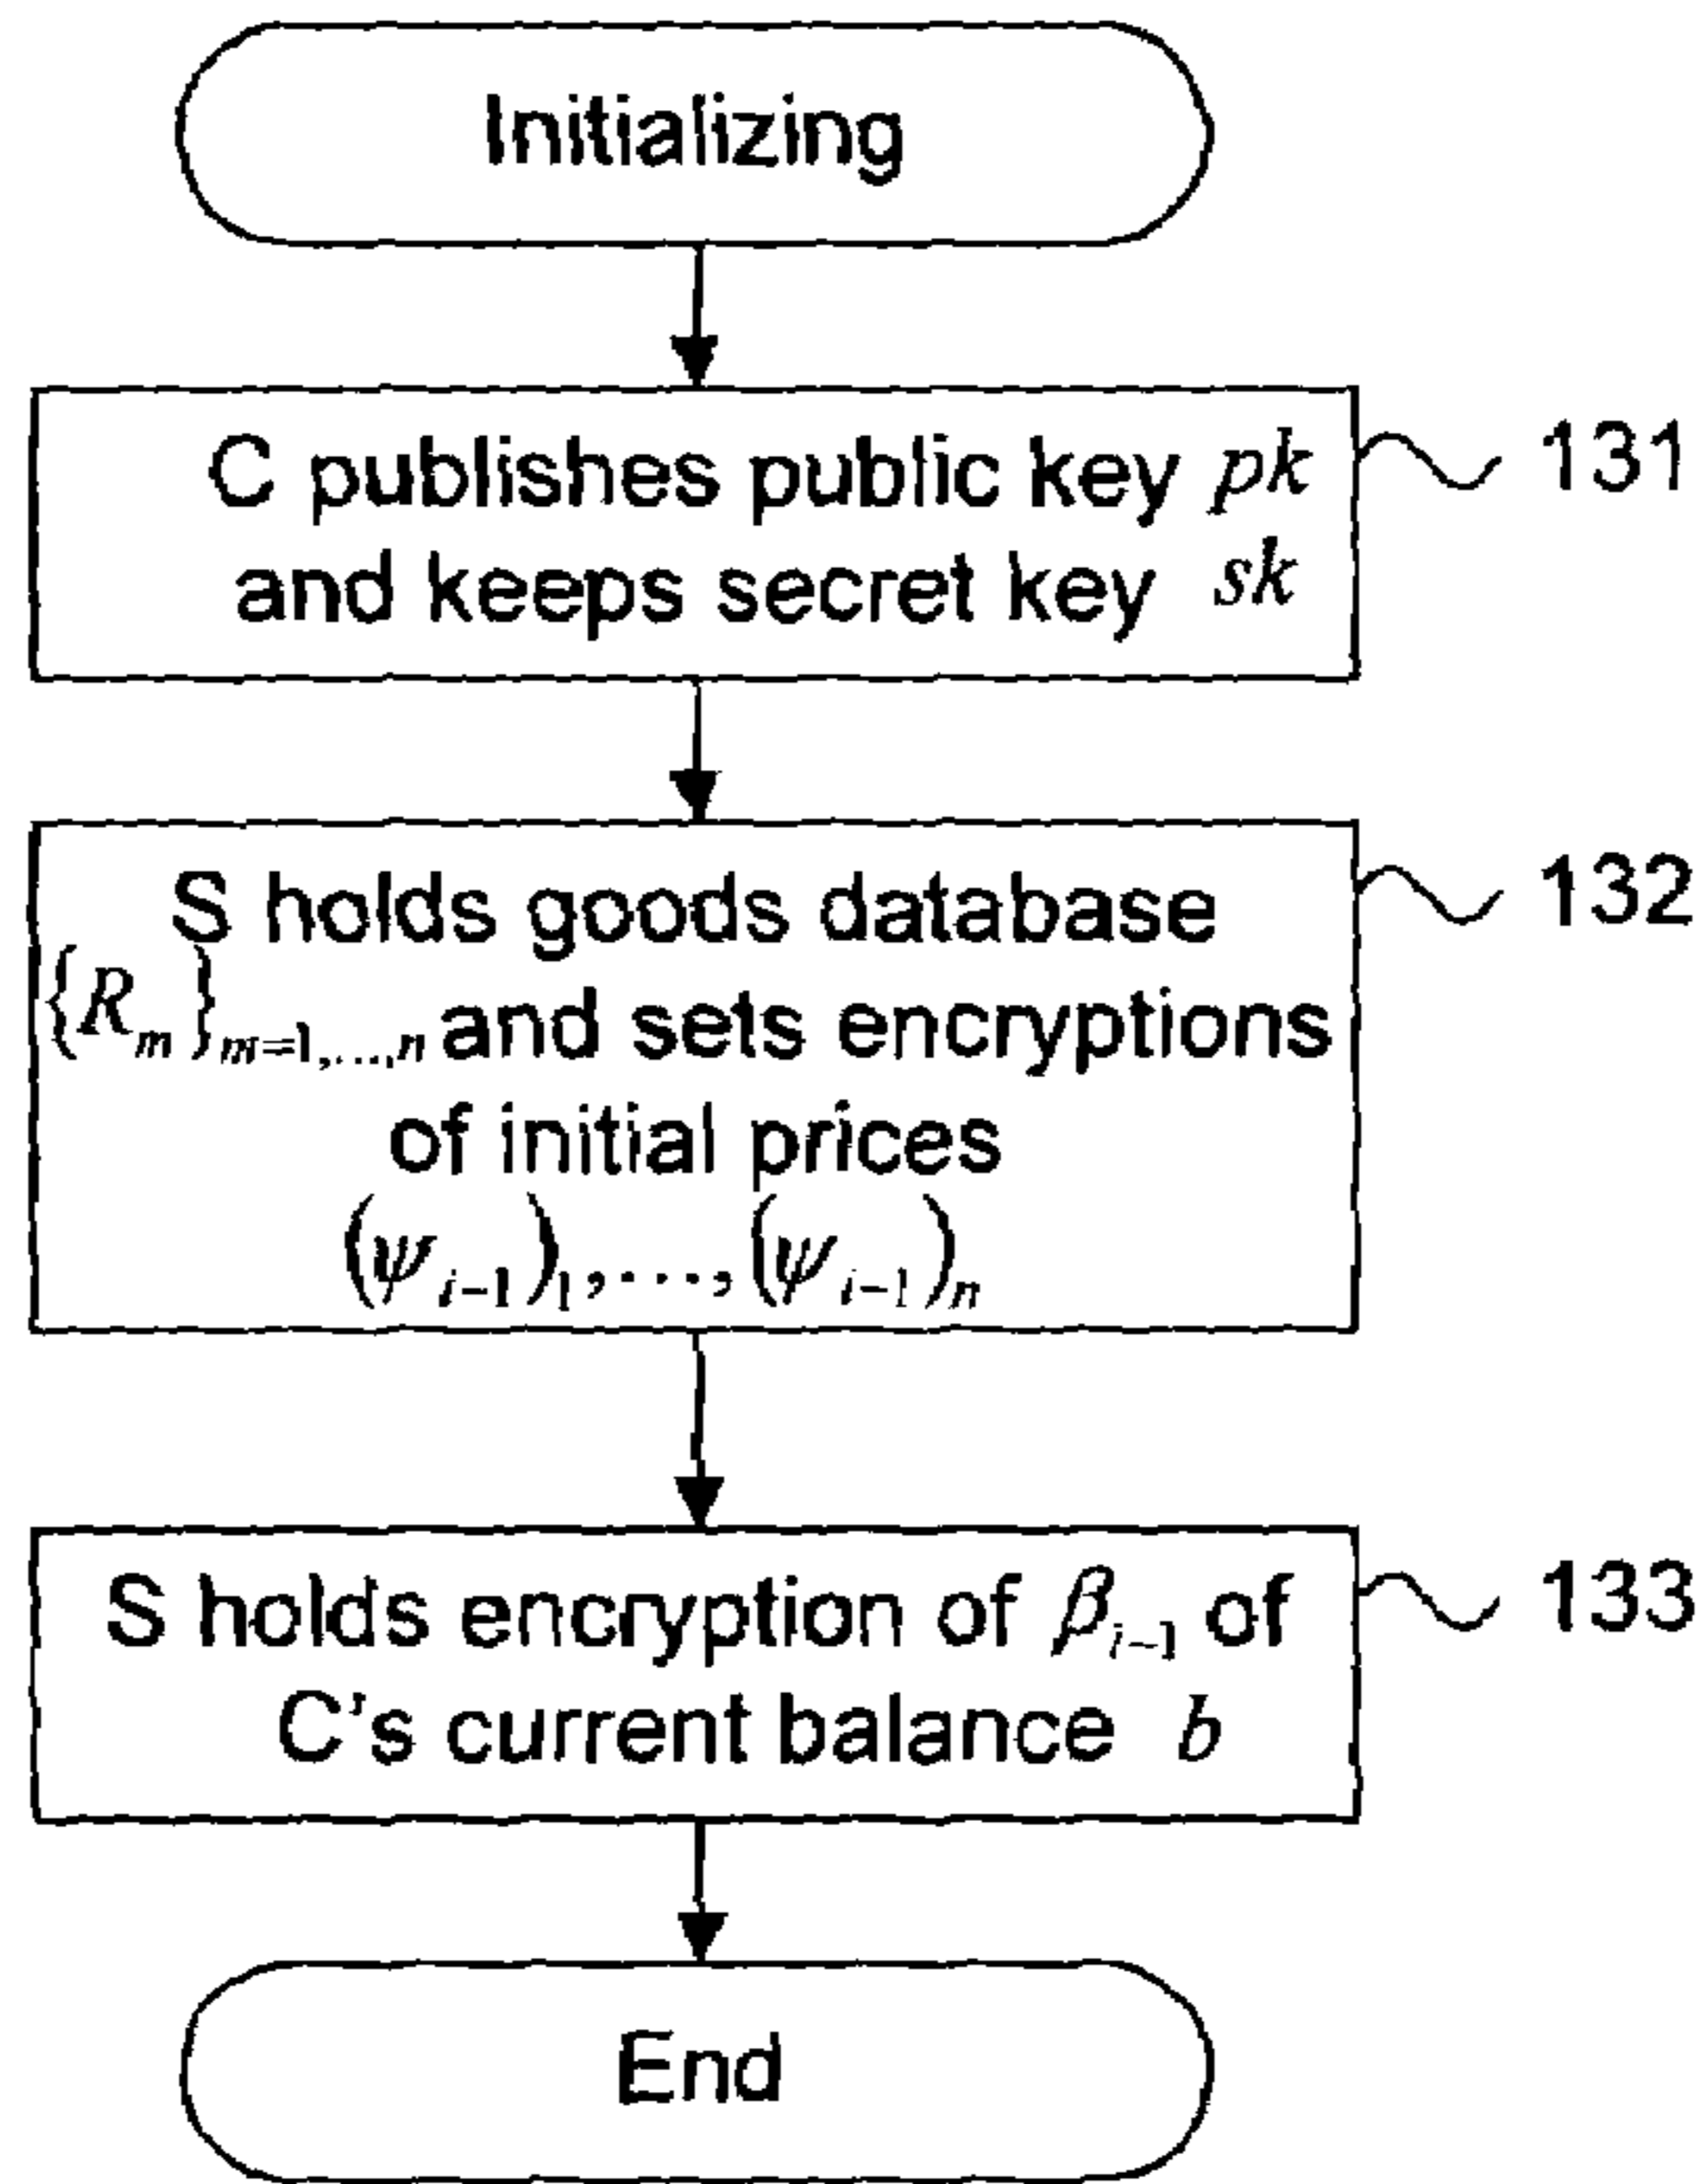 Initializing
C publishes public key pk
and keeps secret key sk
131
S holds goods database
{R_m}_{m=1,...,n} and sets encryptions
of initial prices
(ψ_{i-1})_1,...,(ψ_{i-1})_n
132
S holds encryption of β_{i-1} of
C's current balance b
133
End